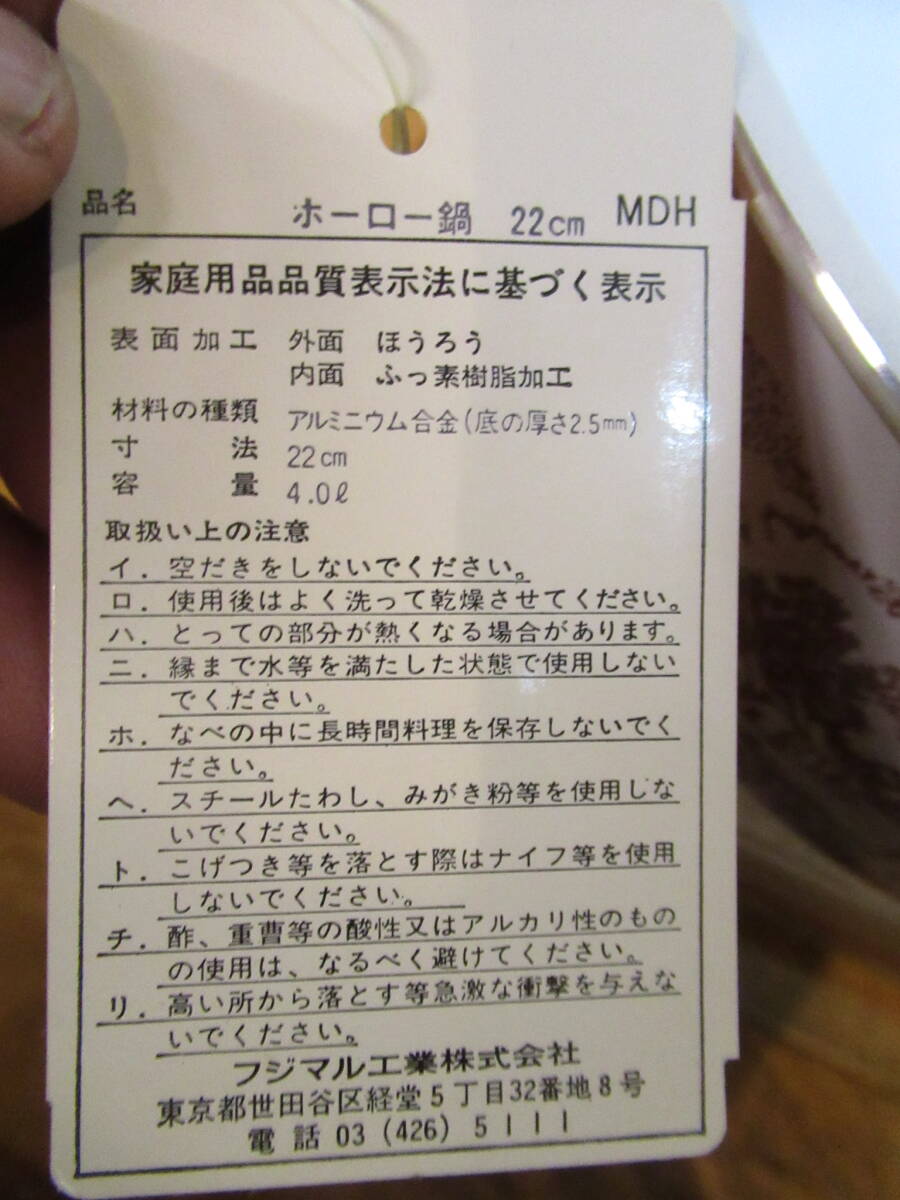 品名 ホーロー鍋 22cm MDH
家庭用品品質表示法に基づく表示
表面加工 外面 ほうろう
内面 ふっ素樹脂加工
材料の種類 アルミニウム合金(底の厚さ2.5mm)
寸法 22cm
容量 4.0ℓ
取扱い上の注意
イ. 空だきをしないでください。
ロ. 使用後はよく洗って乾燥させてください。
ハ. とっての部分が熱くなる場合があります。
ニ. 縁まで水等を満たした状態で使用しない
でください。
ホ. なべの中に長時間料理を保存しないでく
ださい。
ヘ. スチールたわし、みがき粉等を使用しな
いでください。
ト. こげつき等を落とす際はナイフ等を使用
しないでください。
チ. 酢、重曹等の酸性又はアルカリ性のもの
の使用は、なるべく避けてください。
リ. 高い所から落とす等急激な衝撃を与えな
いでください。
フジマル工業株式会社
東京都世田谷区経堂5丁目32番地8号
電話 03 (426) 5111